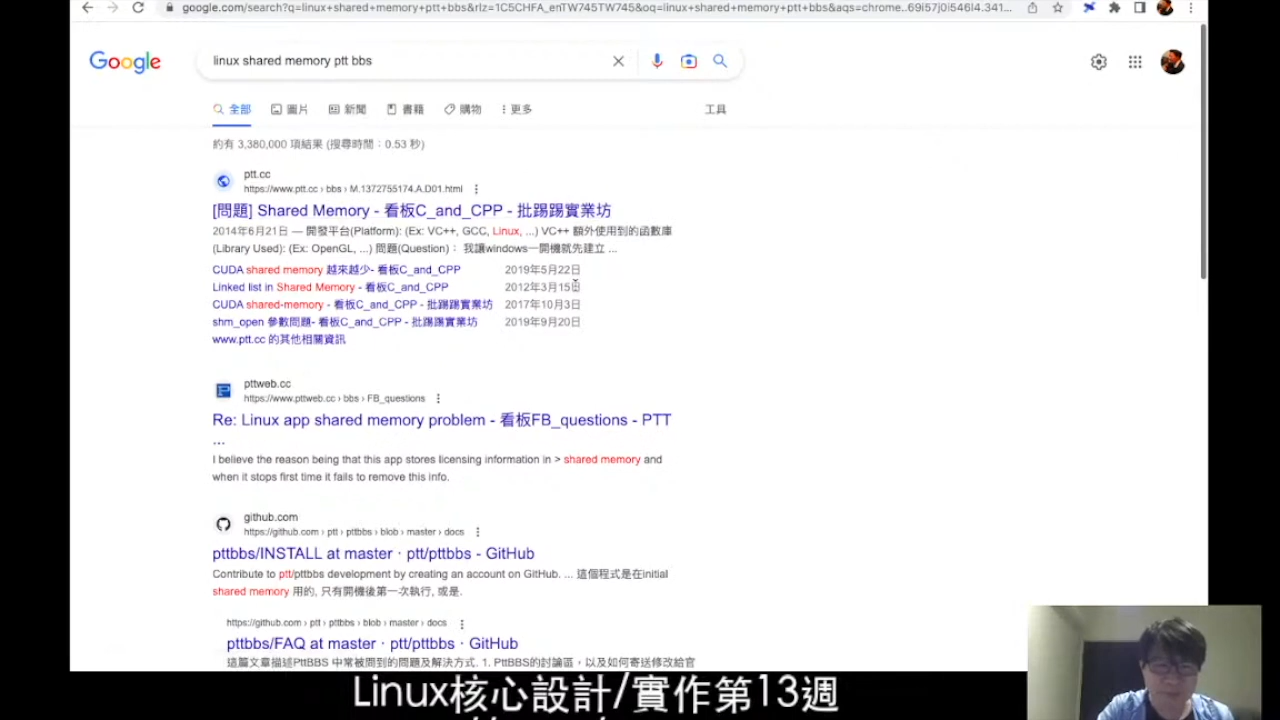 google.com/search?q=linux+shared+memory+ptt+bbs&rlz=1C5CHFA_enTW745TW745&oq=linux+shared+memory+ptt+bbs&aqs=chrome..69i57j0i546l4.341...
Google
linux shared memory ptt bbs
全部 圖片 新聞 書籍 購物 更多 工具
約有 3,380,000 項結果 (搜尋時間：0.53 秒)
ptt.cc
https://www.ptt.cc › bbs › M.1372755174.A.D01.html
[問題] Shared Memory - 看板C_and_CPP - 批踢踢實業坊
2014年6月21日 — 開發平台(Platform): (Ex: VC++, GCC, Linux, ...) VC++ 額外使用到的函數庫
(Library Used): (Ex: OpenGL, ...) 問題(Question)： 我讓windows一開機就先建立 ...
CUDA shared memory 越來越少- 看板C_and_CPP 2019年5月22日
Linked list in Shared Memory - 看板C_and_CPP 2012年3月15日
CUDA shared-memory - 看板C_and_CPP - 批踢踢實業坊 2017年10月3日
shm_open 參數問題- 看板C_and_CPP - 批踢踢實業坊 2019年9月20日
www.ptt.cc 的其他相關資訊
pttweb.cc
https://www.pttweb.cc › bbs › FB_questions
Re: Linux app shared memory problem - 看板FB_questions - PTT
...
I believe the reason being that this app stores licensing information in > shared memory and
when it stops first time it fails to remove this info.
github.com
https://github.com › ptt › pttbbs › blob › master › docs
pttbbs/INSTALL at master · ptt/pttbbs - GitHub
Contribute to ptt/pttbbs development by creating an account on GitHub. ... 這個程式是在initial
shared memory 用的, 只有開機後第一次執行, 或是.
https://github.com › ptt › pttbbs › blob › master › docs
pttbbs/FAQ at master · ptt/pttbbs · GitHub
這篇文章描述PttBBS 中常被問到的問題及解決方式. 1. PttBBS的討論區，以及如何寄送修改給官
Linux核心設計/實作第13週